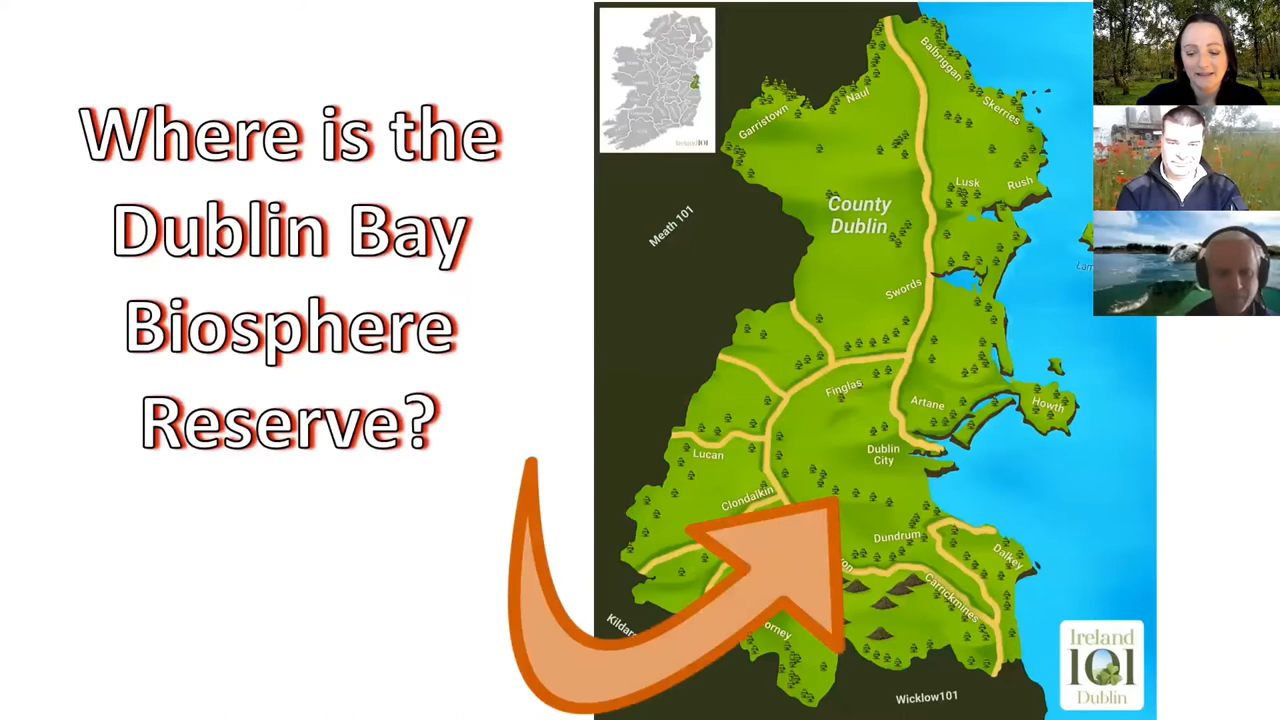 Where is the
Dublin Bay
Biosphere
Reserve?
Ireland101
Balbriggan
Skerries
Naul
Garristown
Lusk
Rush
County
Dublin
Meath 101
Swords
Finglas
Artane
Howth
Lucan
Dublin
City
Clondalkin
Dundrum
Dalkey
Carrickmines
Wicklow101
Ireland
101
Dublin